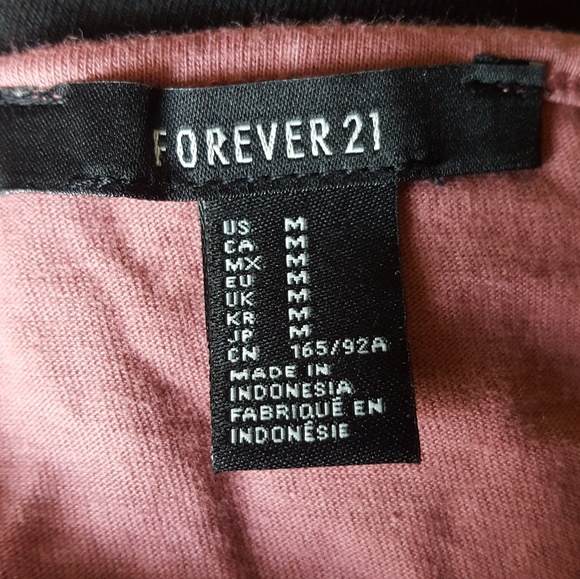 FOREVER 21
US M
CA M
MX M
EU M
UK M
KR M
JP M
CN 165/92A
MADE IN
INDONESIA
FABRIQUÉ EN
INDONÉSIE